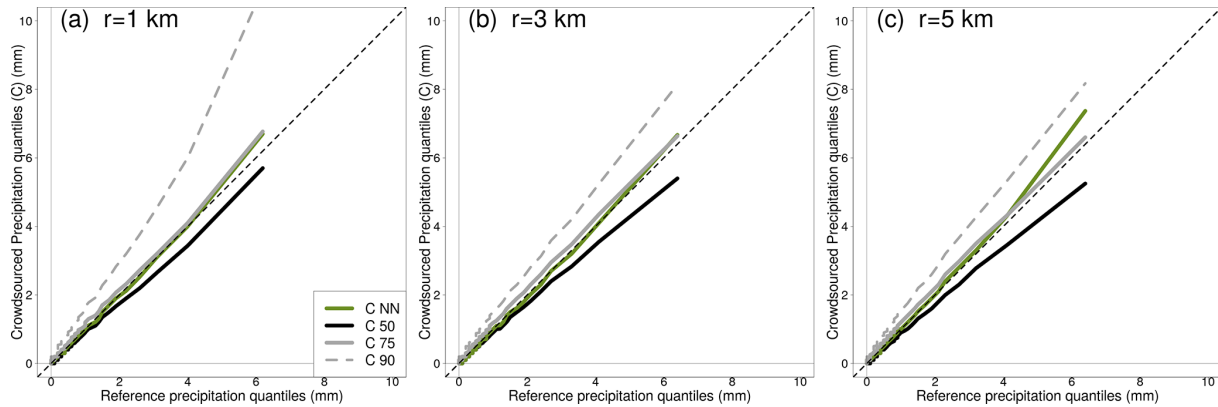 (a) r=1 km
Crowdsourced Precipitation quantiles (C) (mm)
10
8
6
4
2
0
0 2 4 6 8 10
Reference precipitation quantiles (mm)
C NN
C 50
C 75
C 90
(b) r=3 km
Crowdsourced Precipitation quantiles (C) (mm)
10
8
6
4
2
0
0 2 4 6 8 10
Reference precipitation quantiles (mm)
(c) r=5 km
Crowdsourced Precipitation quantiles (C) (mm)
10
8
6
4
2
0
0 2 4 6 8 10
Reference precipitation quantiles (mm)